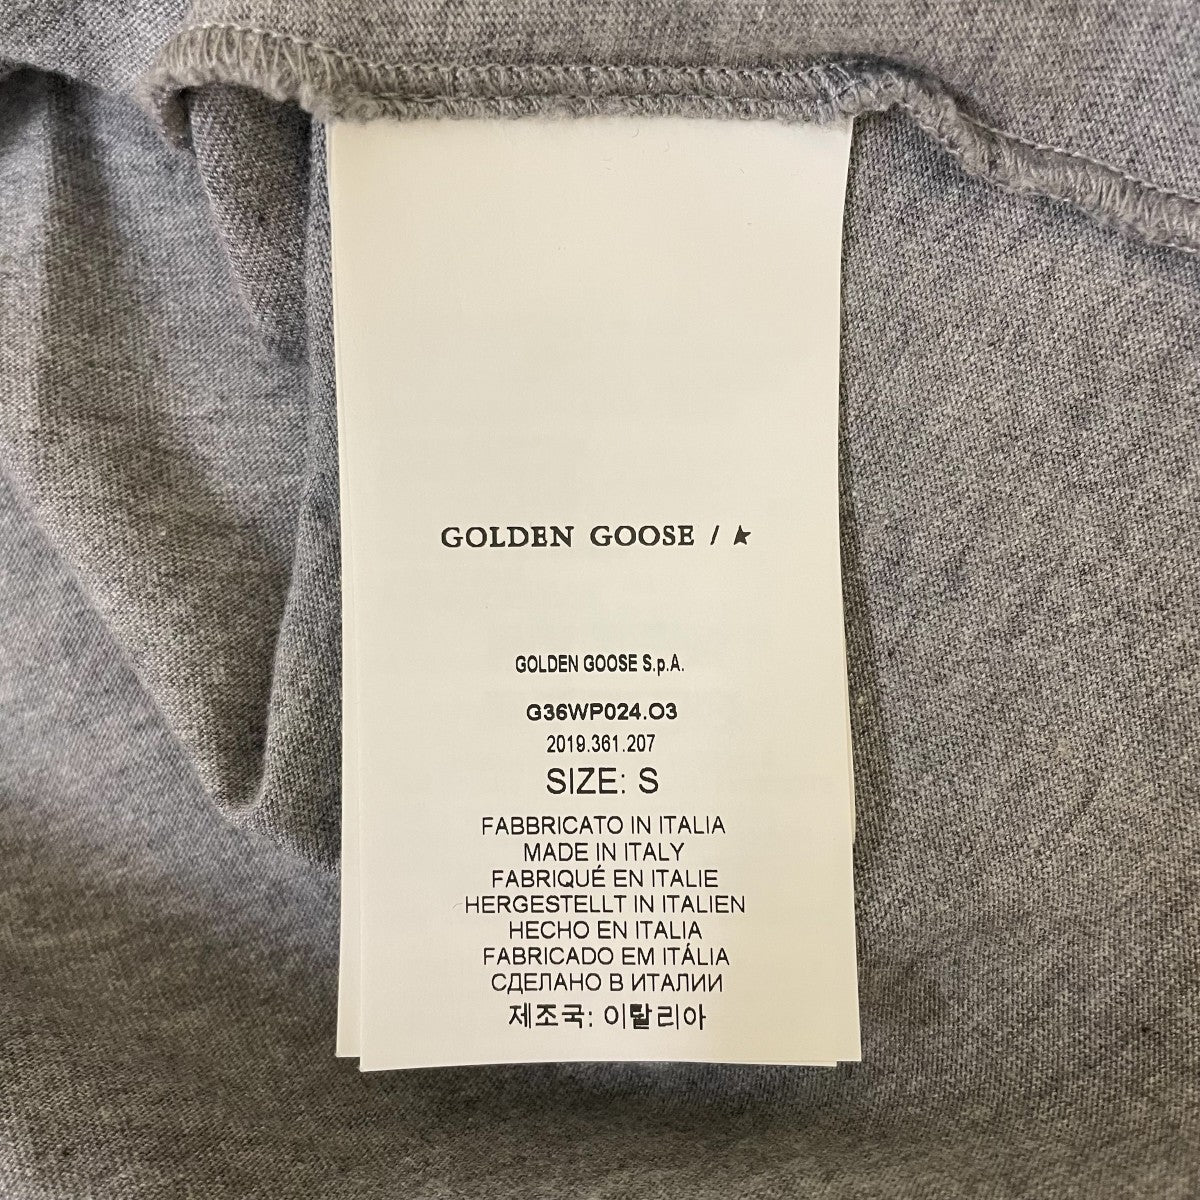 GOLDEN GOOSE / ★
GOLDEN GOOSE S.p.A.
G36WP024.O3
2019.361.207
SIZE: S
FABBRICATO IN ITALIA
MADE IN ITALY
FABRIQUÉ EN ITALIE
HERGESTELLT IN ITALIEN
HECHO EN ITALIA
FABRICADO EM ITÁLIA
СДЕЛАНО В ИТАЛИИ
제조국: 이탈리아